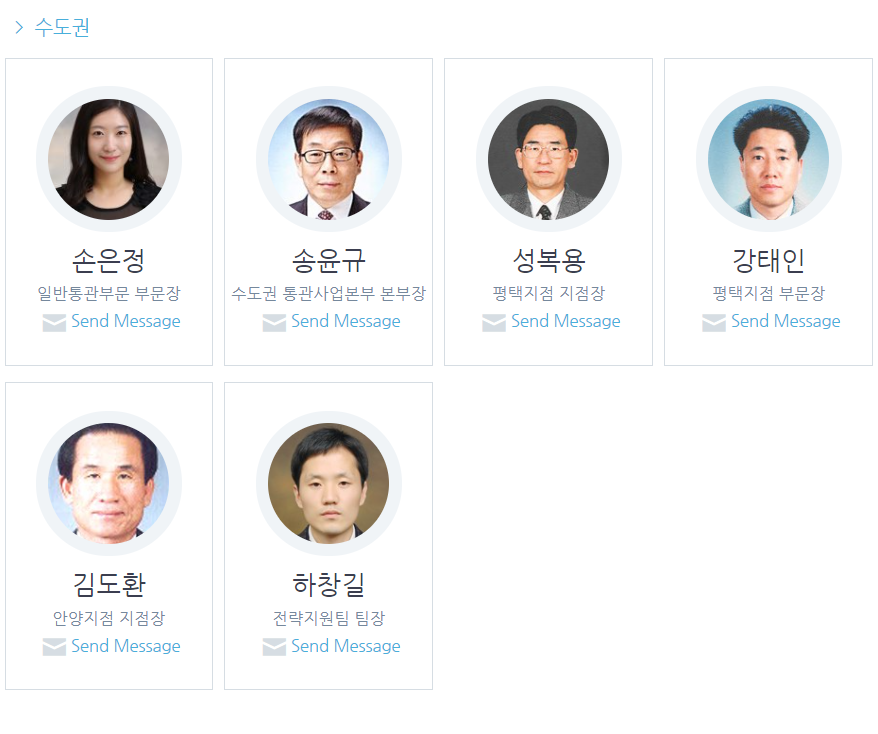 수도권
손은정
일반통관부문 부문장
Send Message
송윤규
수도권 통관사업본부 본부장
Send Message
성복용
평택지점 지점장
Send Message
강태인
평택지점 부문장
Send Message
김도환
안양지점 지점장
Send Message
하창길
전략지원팀 팀장
Send Message